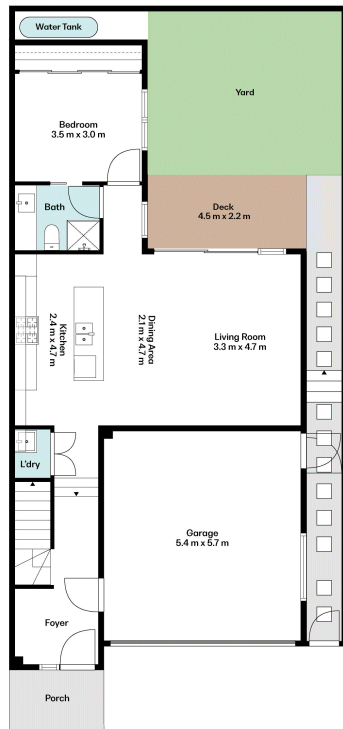 Water Tank
Yard
Bedroom
3.5 m x 3.0 m
Bath
Deck
4.5 m x 2.2 m
Kitchen
2.4 m x 4.7 m
Dining Area
2.1 m x 4.7 m
Living Room
3.3 m x 4.7 m
L'dry
Garage
5.4 m x 5.7 m
Foyer
Porch